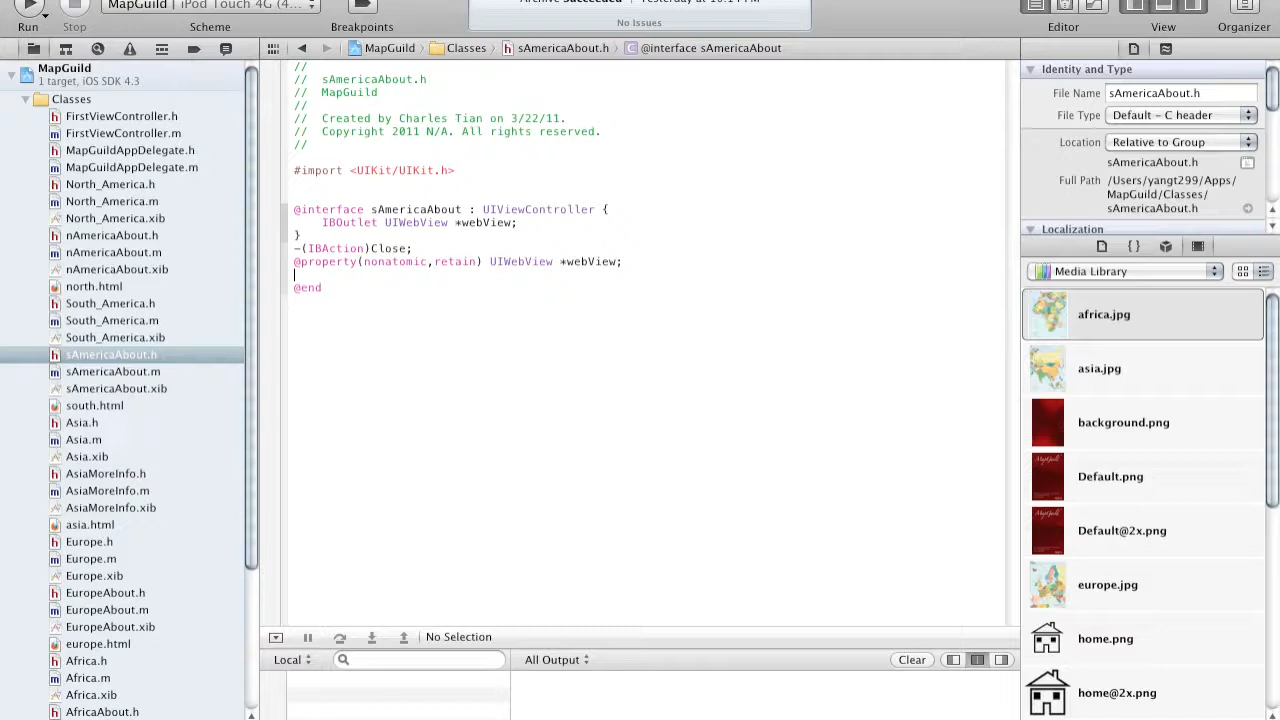 MapGuild | iPod Touch 4G (4...
Archive Succeeded | Yesterday at 10:14 PM
No Issues
Run
Stop
Scheme
Breakpoints
Editor
View
Organizer
MapGuild
Classes
sAmericaAbout.h
@interface sAmericaAbout
MapGuild
1 target, iOS SDK 4.3
Classes
FirstViewController.h
FirstViewController.m
MapGuildAppDelegate.h
MapGuildAppDelegate.m
North_America.h
North_America.m
North_America.xib
nAmericaAbout.h
nAmericaAbout.m
nAmericaAbout.xib
north.html
South_America.h
South_America.m
South_America.xib
sAmericaAbout.h
sAmericaAbout.m
sAmericaAbout.xib
south.html
Asia.h
Asia.m
Asia.xib
AsiaMoreInfo.h
AsiaMoreInfo.m
AsiaMoreInfo.xib
asia.html
Europe.h
Europe.m
Europe.xib
EuropeAbout.h
EuropeAbout.m
EuropeAbout.xib
europe.html
Africa.h
Africa.m
Africa.xib
AfricaAbout.h
//
//  sAmericaAbout.h
//  MapGuild
//
//  Created by Charles Tian on 3/22/11.
//  Copyright 2011 N/A. All rights reserved.
//
#import <UIKit/UIKit.h>
@interface sAmericaAbout : UIViewController {
IBOutlet UIWebView *webView;
}
-(IBAction)Close;
@property(nonatomic,retain) UIWebView *webView;
@end
No Selection
Local
All Output
Clear
Identity and Type
File Name sAmericaAbout.h
File Type Default - C header
Location Relative to Group
sAmericaAbout.h
Full Path /Users/yangt299/Apps/
MapGuild/Classes/
sAmericaAbout.h
Localization
{ }
Media Library
africa.jpg
asia.jpg
background.png
Default.png
Default@2x.png
europe.jpg
home.png
home@2x.png